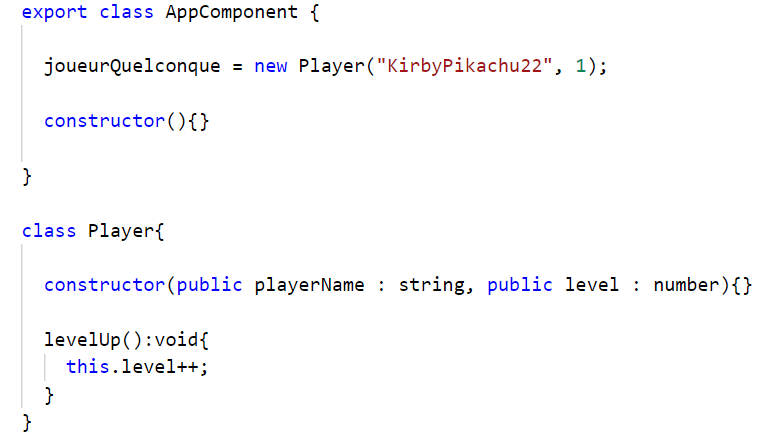 export class AppComponent {
joueurQuelconque = new Player("KirbyPikachu22", 1);
constructor(){}
}
class Player{
constructor(public playerName : string, public level : number){}
levelUp():void{
this.level++;
}
}